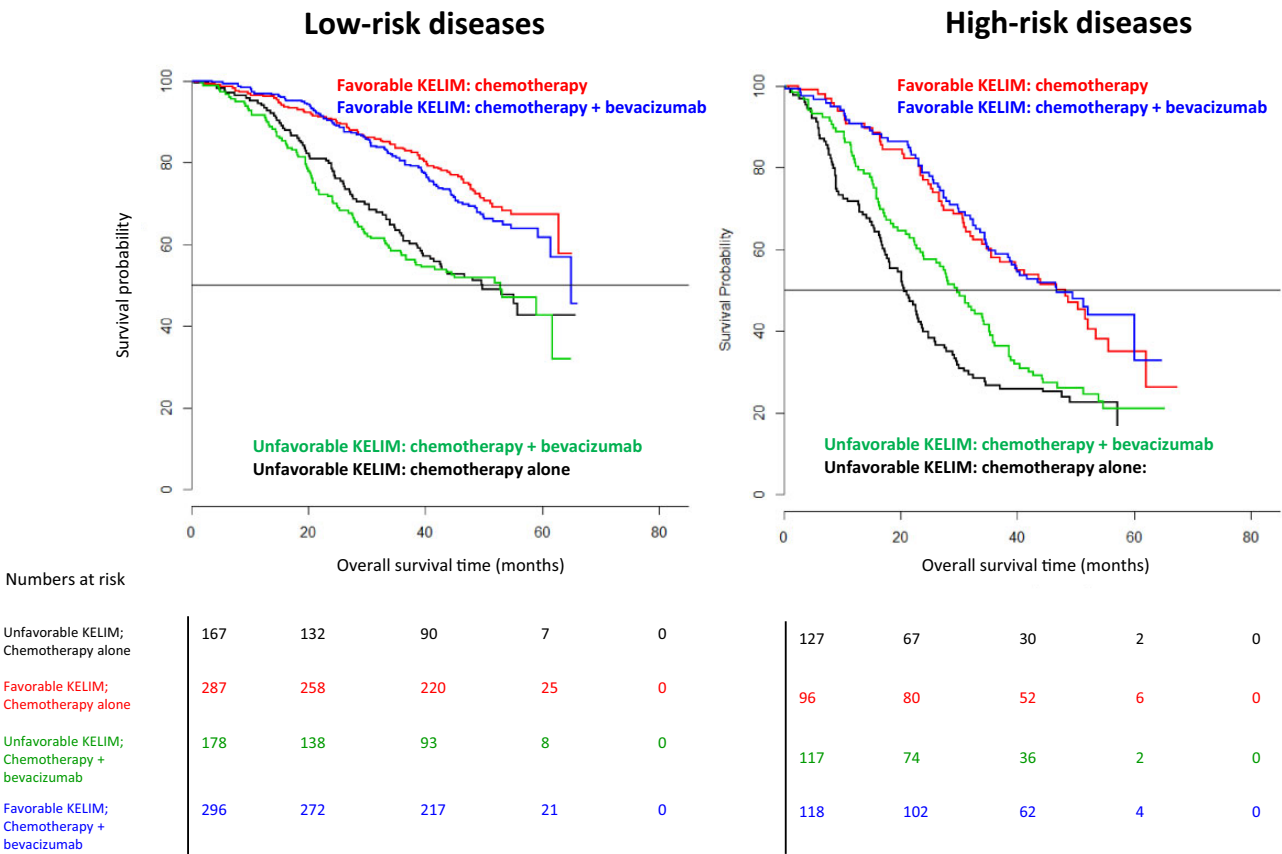 Low-risk diseases
High-risk diseases
Favorable KELIM: chemotherapy
Favorable KELIM: chemotherapy + bevacizumab
Survival probability
100
80
60
40
20
0
Unfavorable KELIM: chemotherapy + bevacizumab
Unfavorable KELIM: chemotherapy alone
0 20 40 60 80
Overall survival time (months)
Favorable KELIM: chemotherapy
Favorable KELIM: chemotherapy + bevacizumab
Survival Probability
100
80
60
40
20
0
Unfavorable KELIM: chemotherapy + bevacizumab
Unfavorable KELIM: chemotherapy alone:
0 20 40 60 80
Overall survival time (months)
Numbers at risk
Unfavorable KELIM;
Chemotherapy alone
167 132 90 7 0
127 67 30 2 0
Favorable KELIM;
Chemotherapy alone
287 258 220 25 0
96 80 52 6 0
Unfavorable KELIM;
Chemotherapy +
bevacizumab
178 138 93 8 0
117 74 36 2 0
Favorable KELIM;
Chemotherapy +
bevacizumab
296 272 217 21 0
118 102 62 4 0